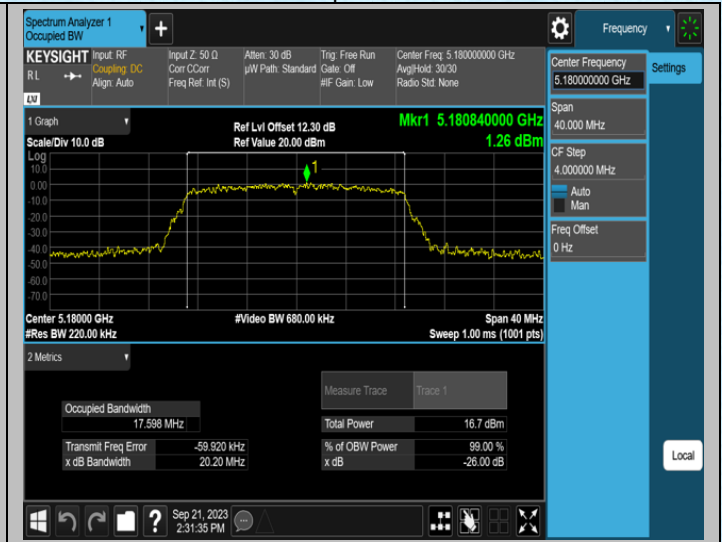 Spectrum Analyzer 1
Occupied BW
Frequency
KEYSIGHT
RL
Input: RF
Coupling: DC
Align: Auto
Input Z: 50 Ω
Corr CCorr
Freq Ref: Int (S)
Atten: 30 dB
µW Path: Standard
Trig: Free Run
Gate: Off
#IF Gain: Low
Center Freq: 5.180000000 GHz
Avg|Hold: 30/30
Radio Std: None
LXI
1 Graph
Scale/Div 10.0 dB
Ref Lvl Offset 12.30 dB
Ref Value 20.00 dBm
Mkr1 5.180840000 GHz
1.26 dBm
Log
10.0
0.00
-10.0
-20.0
-30.0
-40.0
-50.0
-60.0
-70.0
1
Center 5.18000 GHz
#Res BW 220.00 kHz
#Video BW 680.00 kHz
Span 40 MHz
Sweep 1.00 ms (1001 pts)
2 Metrics
Measure Trace Trace 1
Occupied Bandwidth
17.598 MHz
Total Power 16.7 dBm
Transmit Freq Error -59.920 kHz
% of OBW Power 99.00 %
x dB Bandwidth 20.20 MHz
x dB -26.00 dB
Center Frequency
5.180000000 GHz
Settings
Span
40.000 MHz
CF Step
4.000000 MHz
Auto
Man
Freq Offset
0 Hz
Local
?
Sep 21, 2023
2:31:35 PM